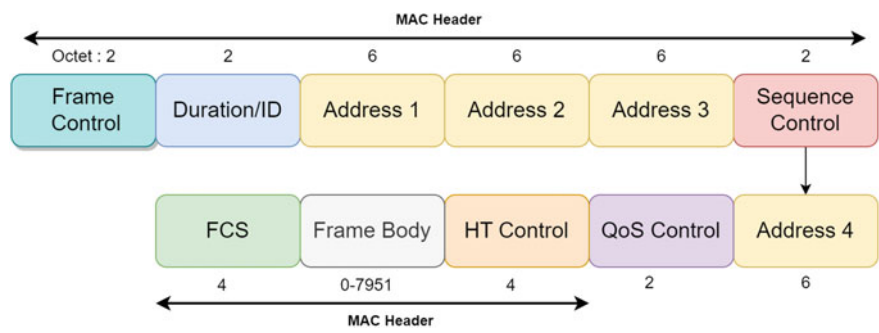 MAC Header
Octet : 2 2 6 6 6 2
Frame Control Duration/ID Address 1 Address 2 Address 3 Sequence Control
FCS Frame Body HT Control QoS Control Address 4
4 0-7951 4 2 6
MAC Header